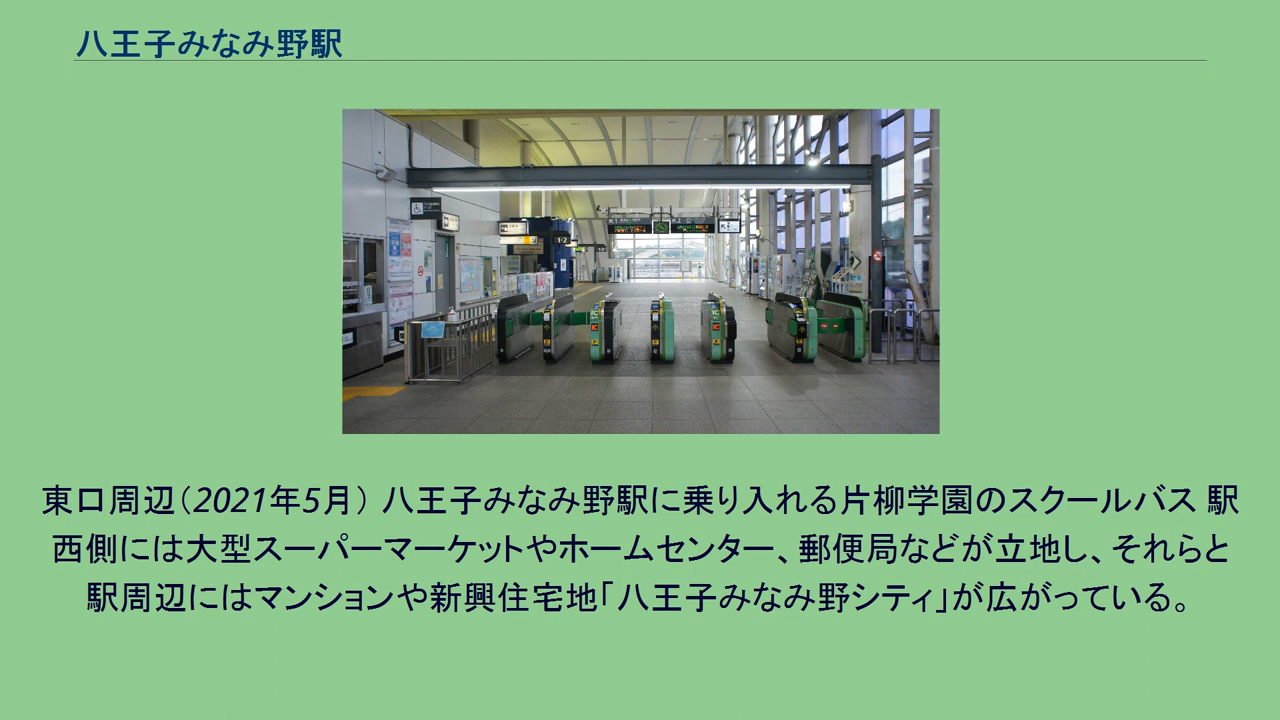 八王子みなみ野駅
東口周辺（2021年5月） 八王子みなみ野駅に乗り入れる片柳学園のスクールバス 駅
西側には大型スーパーマーケットやホームセンター、郵便局などが立地し、それらと
駅周辺にはマンションや新興住宅地「八王子みなみ野シティ」が広がっている。